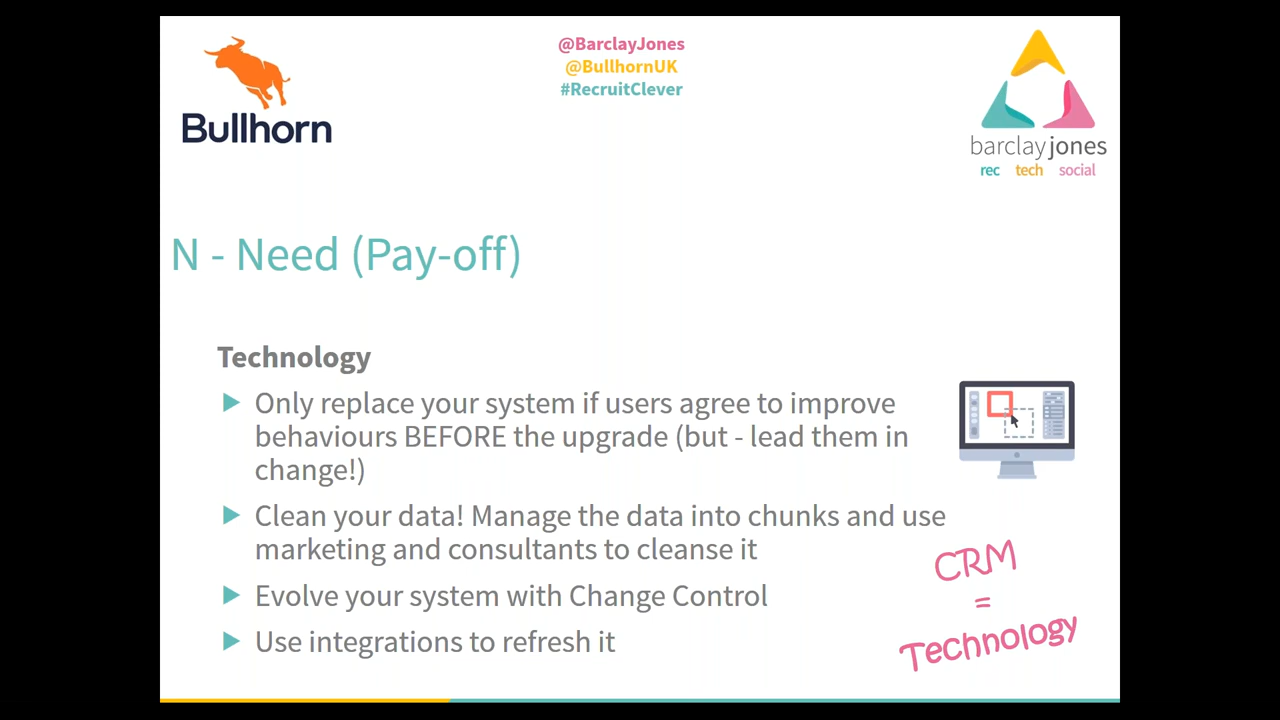 Bullhorn
@BarclayJones
@BullhornUK
#RecruitClever
barclayjones
rec tech social
N - Need (Pay-off)
Technology
Only replace your system if users agree to improve
behaviours BEFORE the upgrade (but - lead them in
change!)
Clean your data! Manage the data into chunks and use
marketing and consultants to cleanse it
Evolve your system with Change Control
Use integrations to refresh it
CRM
=
Technology